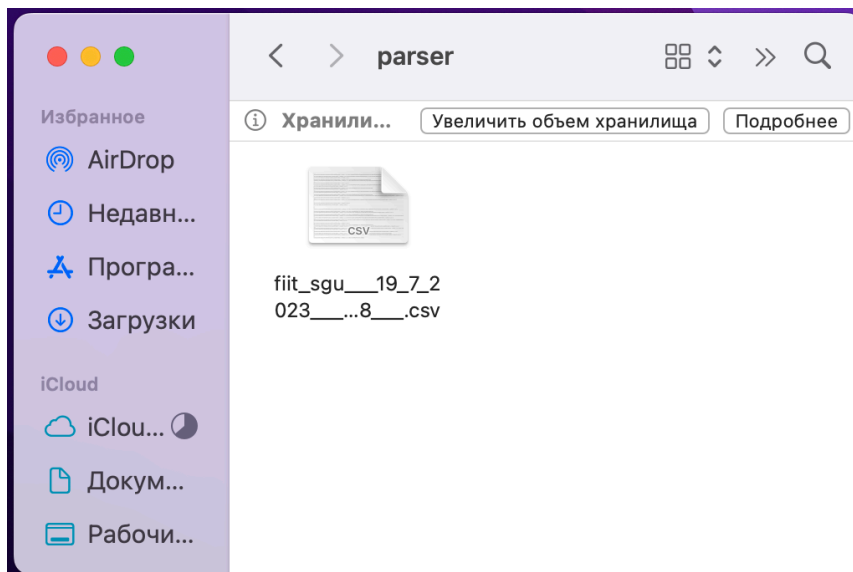 parser
Избранное
AirDrop
Недавн...
Програ...
Загрузки
iCloud
iClou...
Докум...
Рабочи...
Хранили...
Увеличить объем хранилища
Подробнее
CSV
fiit_sgu___19_7_2
023___...8___.csv